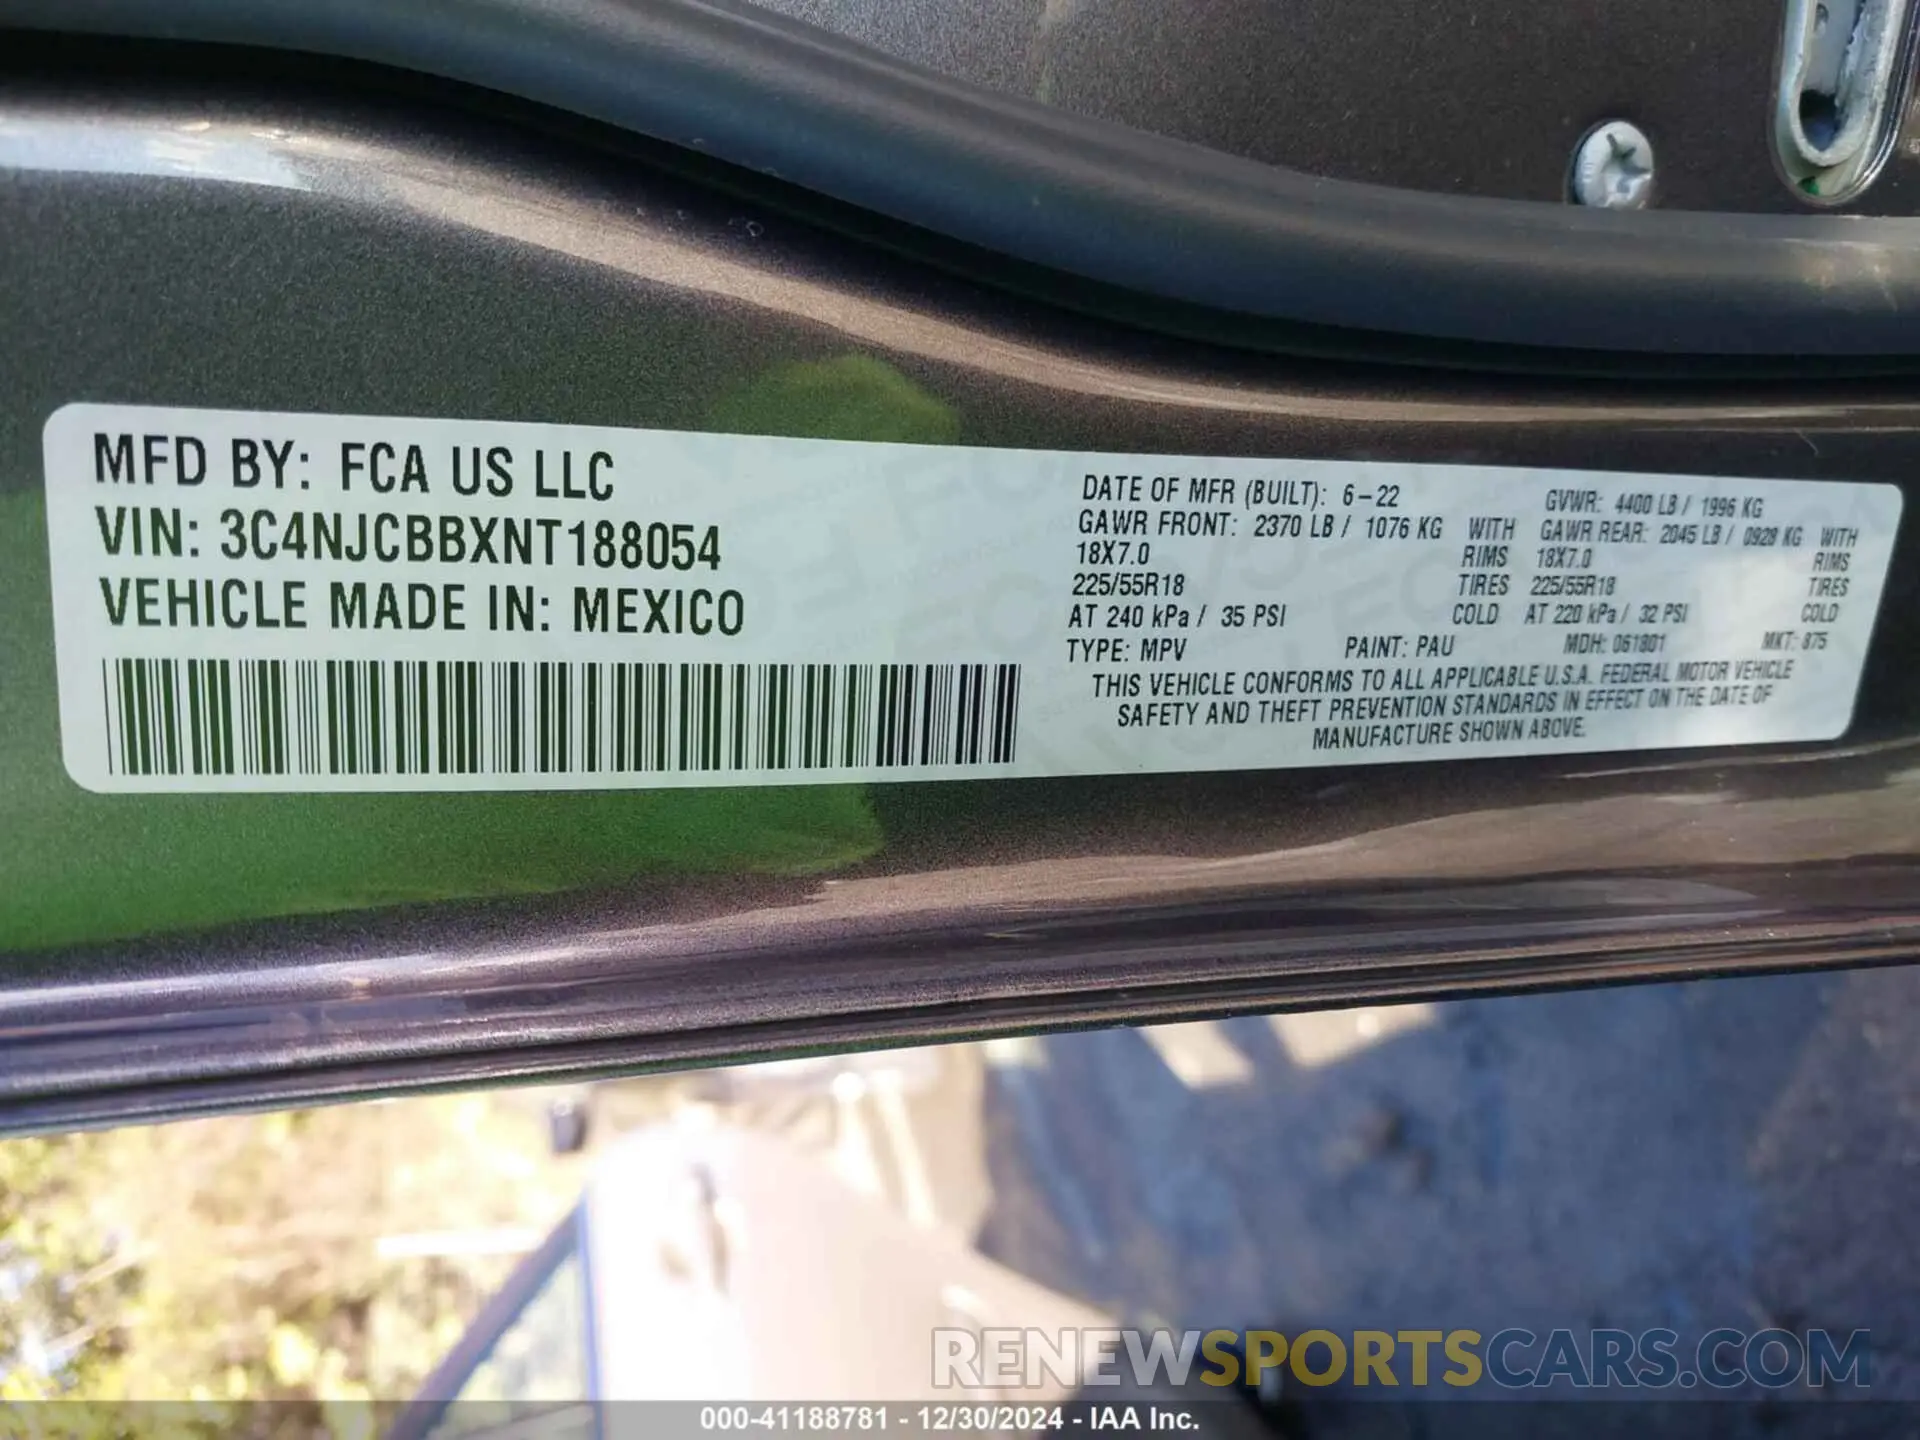 MFD BY: FCA US LLC
VIN: 3C4NJCBBXNT188054
VEHICLE MADE IN: MEXICO
DATE OF MFR (BUILT): 6-22 GVWR: 4400 LB / 1996 KG
GAWR FRONT: 2370 LB / 1076 KG WITH GAWR REAR: 2045 LB / 0928 KG WITH
18X7.0 RIMS 18X7.0 RIMS
225/55R18 TIRES 225/55R18 TIRES
AT 240 kPa / 35 PSI COLD AT 220 kPa / 32 PSI COLD
TYPE: MPV PAINT: PAU MDH: 061801 MKT: 875
THIS VEHICLE CONFORMS TO ALL APPLICABLE U.S.A. FEDERAL MOTOR VEHICLE
SAFETY AND THEFT PREVENTION STANDARDS IN EFFECT ON THE DATE OF
MANUFACTURE SHOWN ABOVE.
RENEWSPORTSCARS.COM
000-41188781 - 12/30/2024 - IAA Inc.